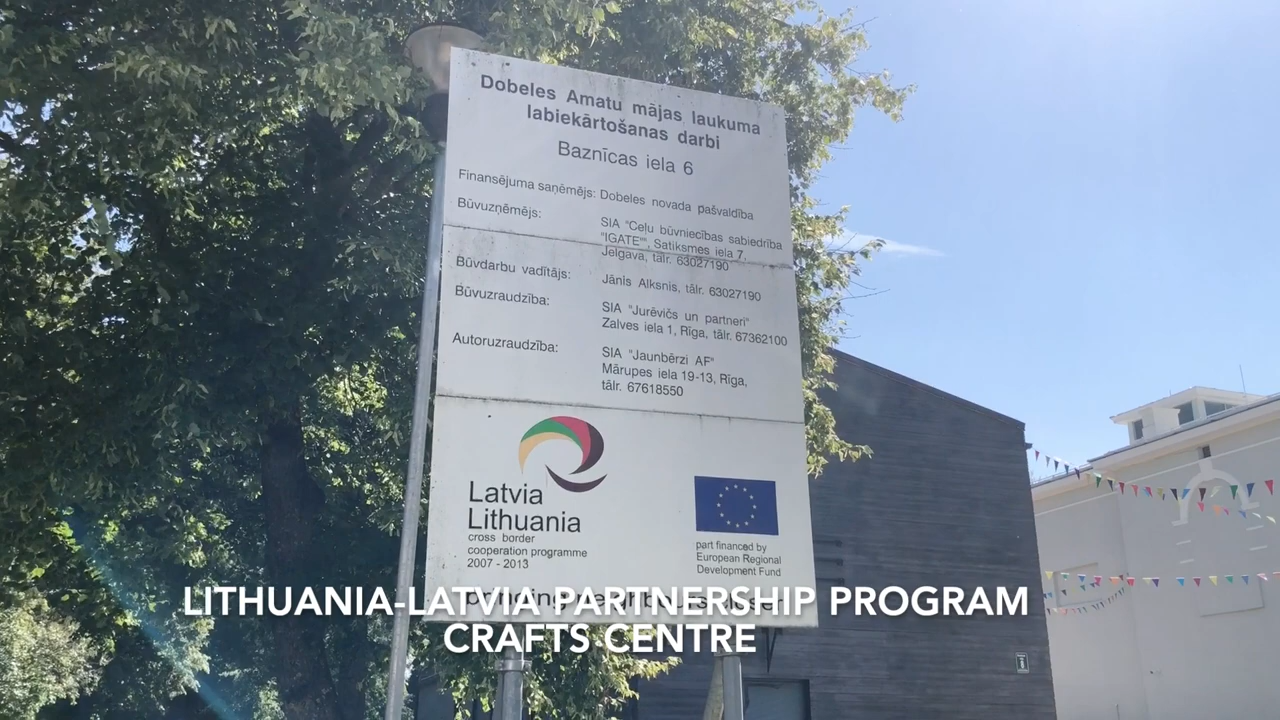 Dobeles Amatu mājas laukuma
labiekārtošanas darbi
Baznīcas iela 6
Finansējuma saņēmējs: Dobeles novada pašvaldība
Būvuzņēmējs: SIA "Ceļu būvniecības sabiedrība
"IGATE"", Satiksmes iela 7,
Jelgava, tālr. 63027190
Būvdarbu vadītājs: Jānis Alksnis, tālr. 63027190
Būvuzraudzība: SIA "Jurēvičs un partneri"
Zalves iela 1, Rīga, tālr. 67362100
Autoruzraudzība: SIA "Jaunbērzi AF"
Mārupes iela 19-13, Rīga,
tālr. 67618550
Latvia
Lithuania
cross border
cooperation programme
2007 - 2013
part financed by
European Regional
Development Fund
LITHUANIA-LATVIA PARTNERSHIP PROGRAM
CRAFTS CENTRE